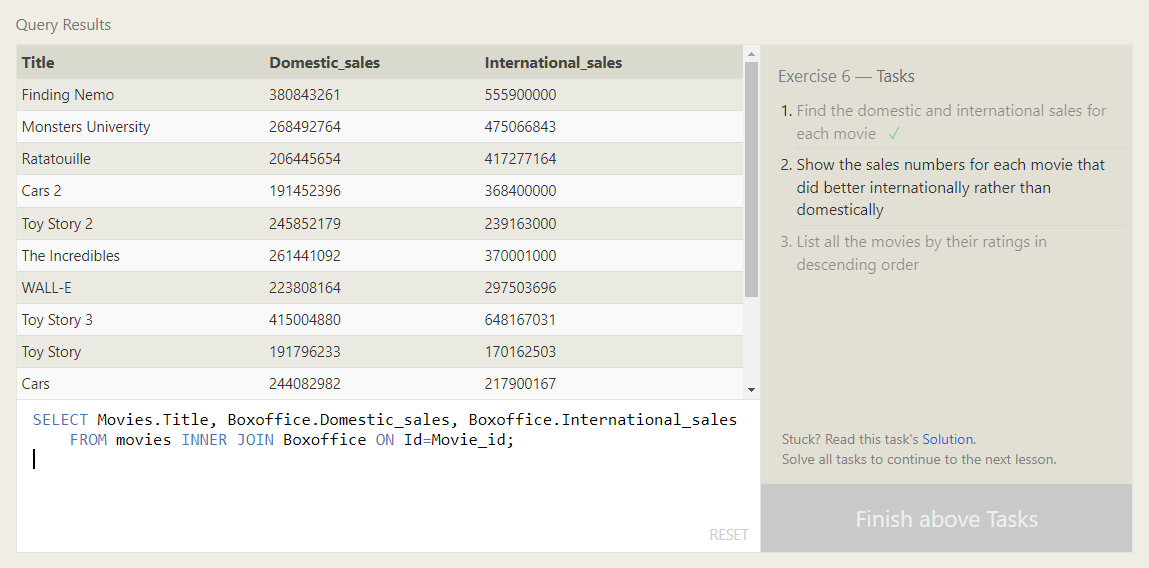 Query Results
Title Domestic_sales International_sales
Finding Nemo 380843261 555900000
Monsters University 268492764 475066843
Ratatouille 206445654 417277164
Cars 2 191452396 368400000
Toy Story 2 245852179 239163000
The Incredibles 261441092 370001000
WALL-E 223808164 297503696
Toy Story 3 415004880 648167031
Toy Story 191796233 170162503
Cars 244082982 217900167
SELECT Movies.Title, Boxoffice.Domestic_sales, Boxoffice.International_sales
FROM movies INNER JOIN Boxoffice ON Id=Movie_id;
RESET
Exercise 6 — Tasks
1. Find the domestic and international sales for
each movie ✓
2. Show the sales numbers for each movie that
did better internationally rather than
domestically
3. List all the movies by their ratings in
descending order
Stuck? Read this task's Solution.
Solve all tasks to continue to the next lesson.
Finish above Tasks